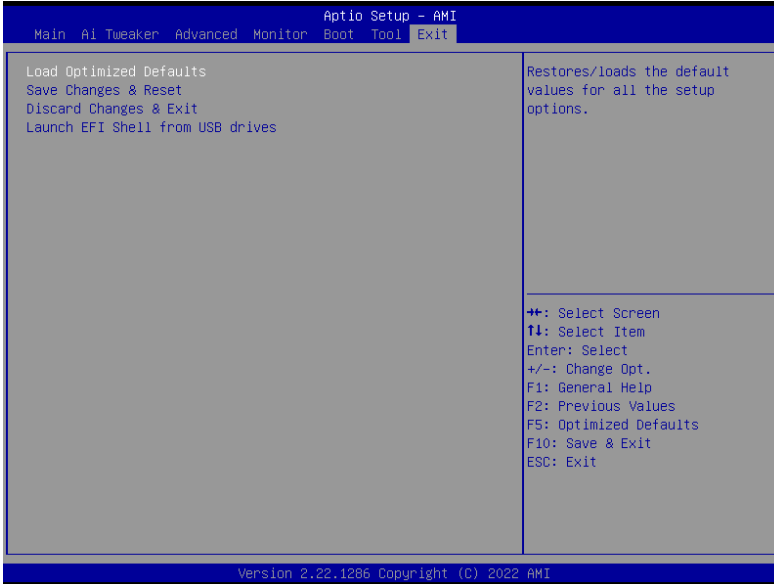 Aptio Setup – AMI
Main Ai Tweaker Advanced Monitor Boot Tool Exit
Load Optimized Defaults
Save Changes & Reset
Discard Changes & Exit
Launch EFI Shell from USB drives
Restores/loads the default
values for all the setup
options.
→←: Select Screen
↑↓: Select Item
Enter: Select
+/-: Change Opt.
F1: General Help
F2: Previous Values
F5: Optimized Defaults
F10: Save & Exit
ESC: Exit
Version 2.22.1286 Copyright (C) 2022 AMI